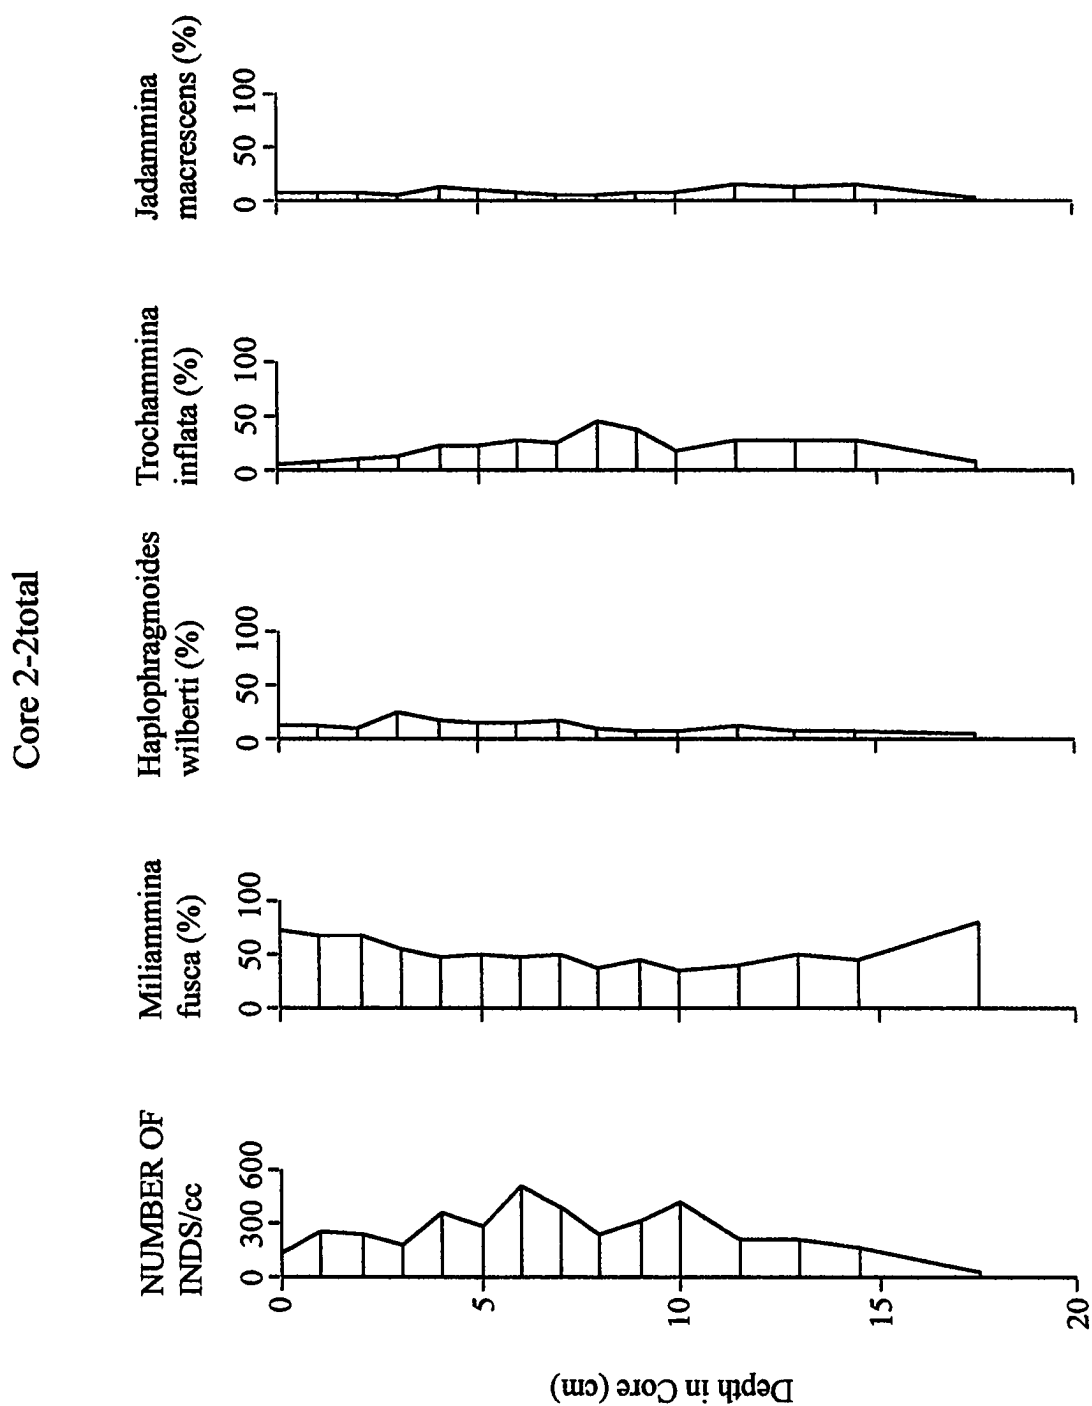 Core 2-2total
NUMBER OF
INDS/cc
Miliammina
fusca (%)
Haplophragmoides
wilberti (%)
Trochammina
inflata (%)
Jadammina
macrescens (%)
0 300 600
0 50 100
0 50 100
0 50 100
0 50 100
0
5
10
15
20
Depth in Core (cm)